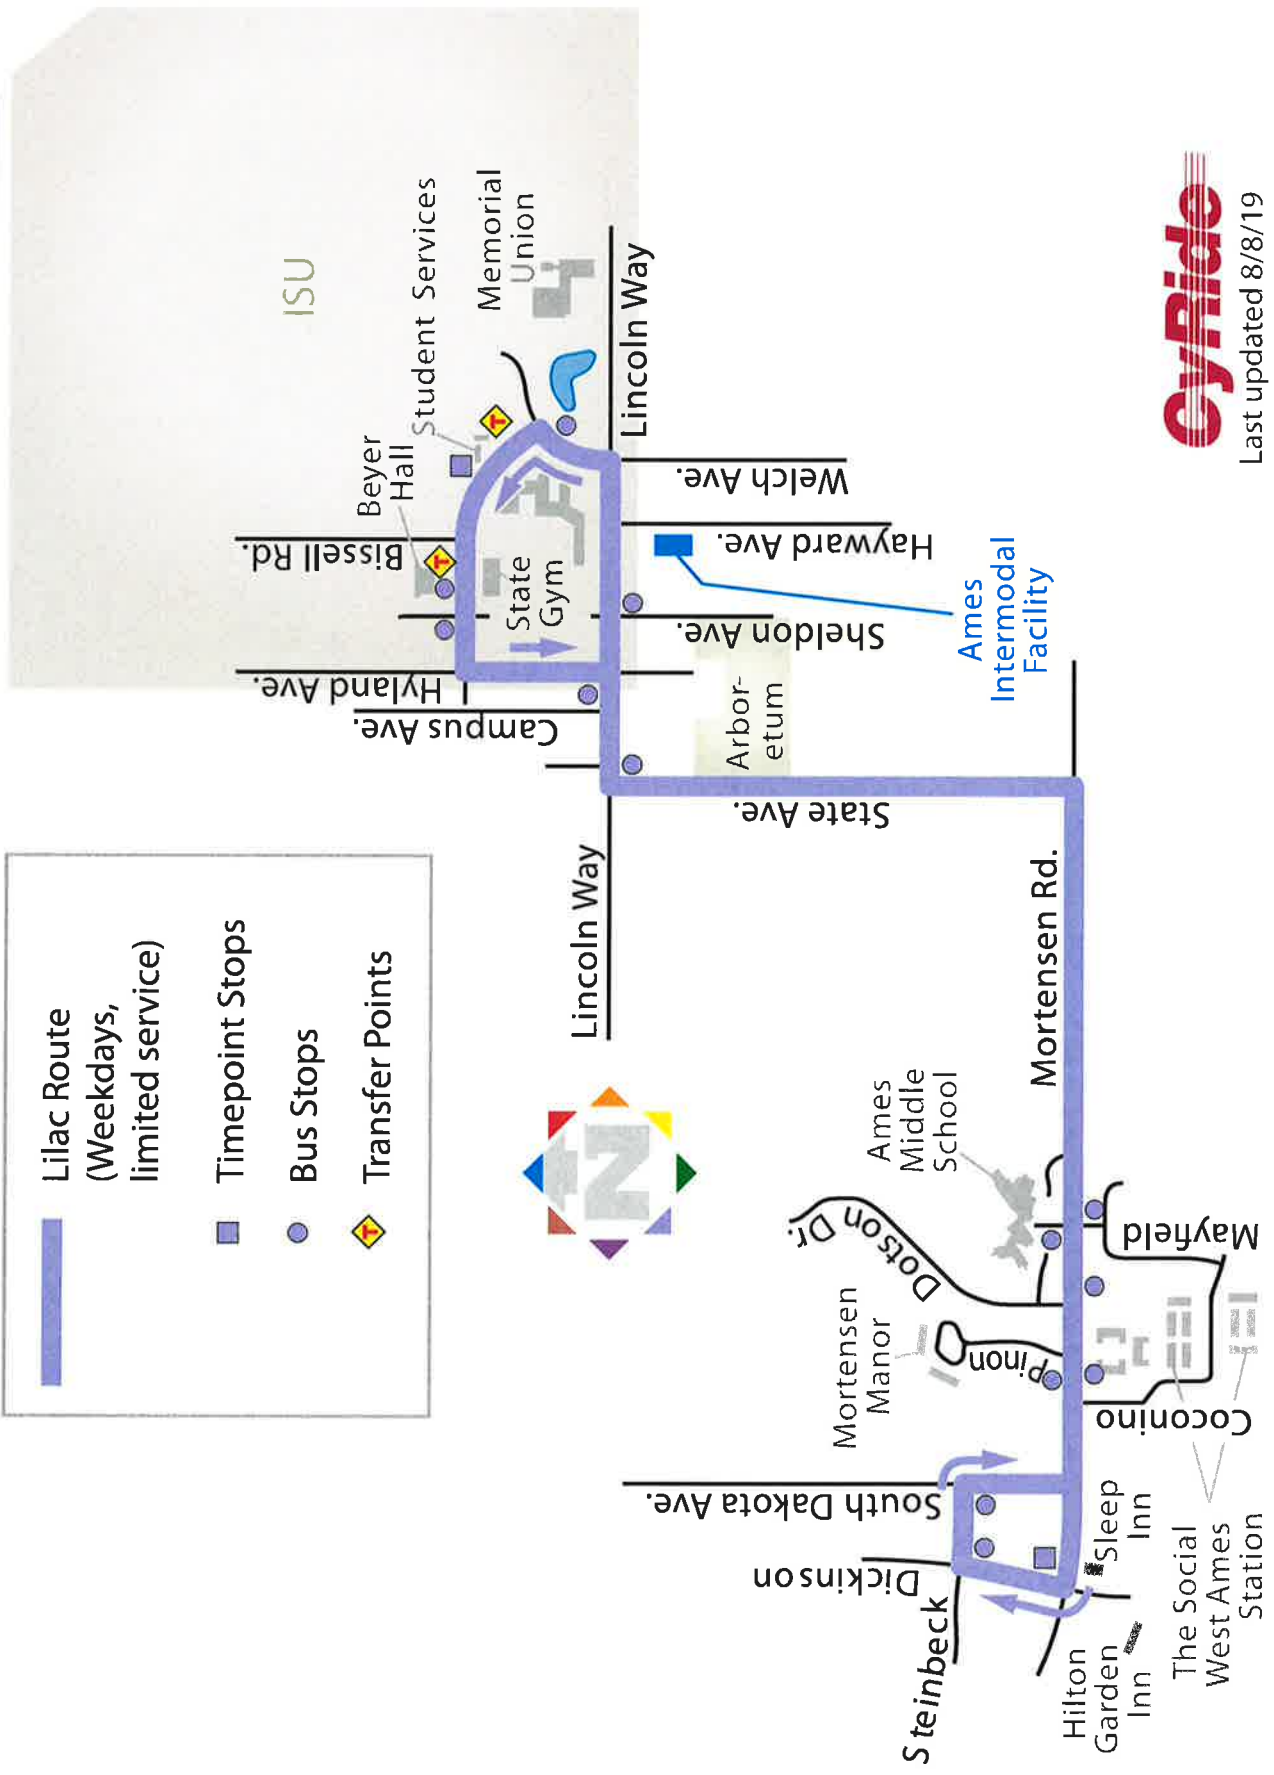 Lilac Route
(Weekdays,
limited service)
Timepoint Stops
Bus Stops
T Transfer Points
ISU
Student Services
Memorial
Union
Beyer
Hall
Bissell Rd.
T
T
State
Gym
Hyland Ave.
Campus Ave.
Lincoln Way
Lincoln Way
Welch Ave.
Hayward Ave.
Sheldon Ave.
Ames
Intermodal
Facility
Arbor-
etum
State Ave.
N
Mortensen Rd.
Ames
Middle
School
Dotson Dr.
Mortensen
Manor
Pinon
Mayfield
Coconino
South Dakota Ave.
Dickinson
Steinbeck
Sleep
Inn
Hilton
Garden
Inn
The Social
West Ames
Station
CyRide
Last updated 8/8/19